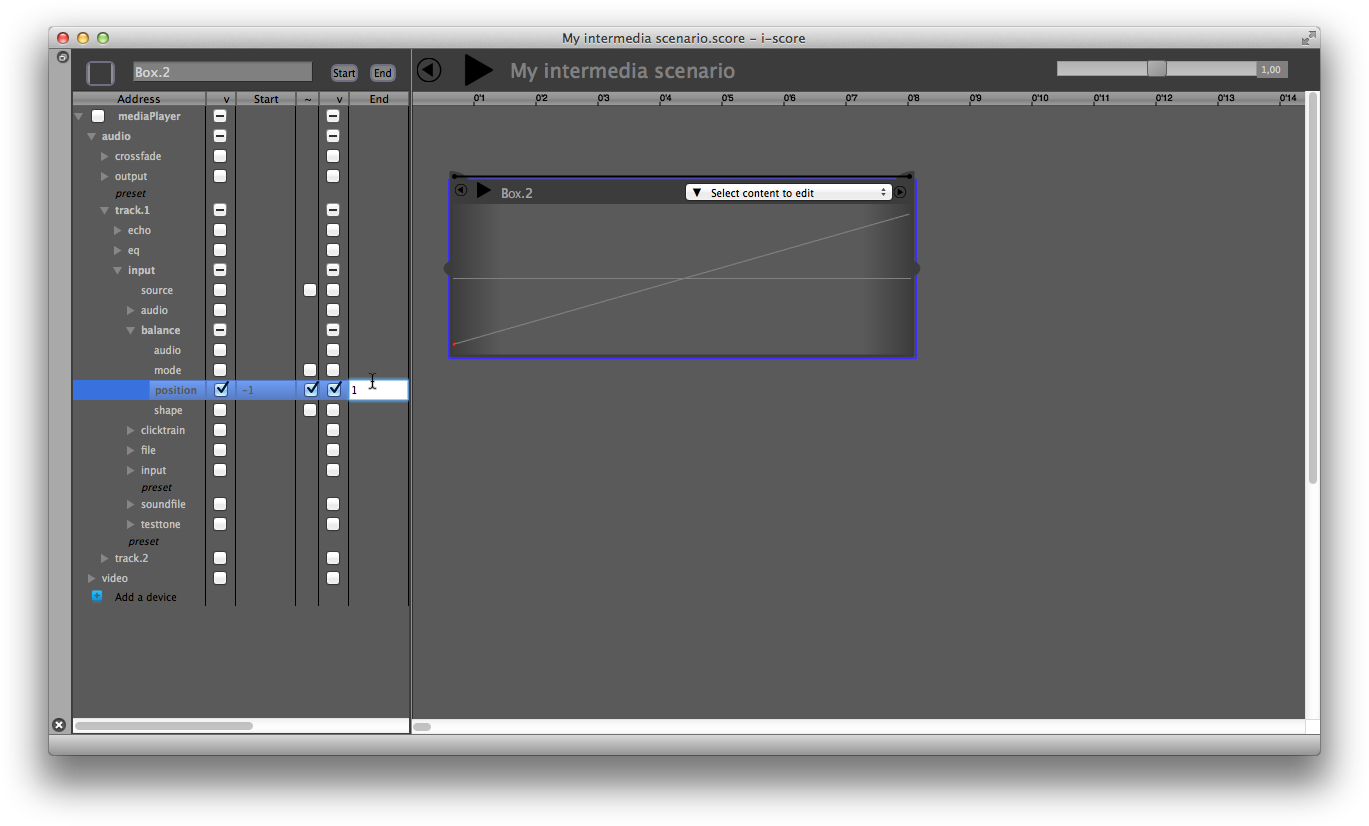 My intermedia scenario.score – i-score
Box.2
Start
End
My intermedia scenario
1,00
Address v Start ~ v End
0'1 0'2 0'3 0'4 0'5 0'6 0'7 0'8 0'9 0'10 0'11 0'12 0'13 0'14
mediaPlayer
audio
crossfade
output
preset
track.1
echo
eq
input
source
audio
balance
audio
mode
position -1 1
shape
clicktrain
file
input
preset
soundfile
testtone
preset
track.2
video
Add a device
Box.2
Select content to edit